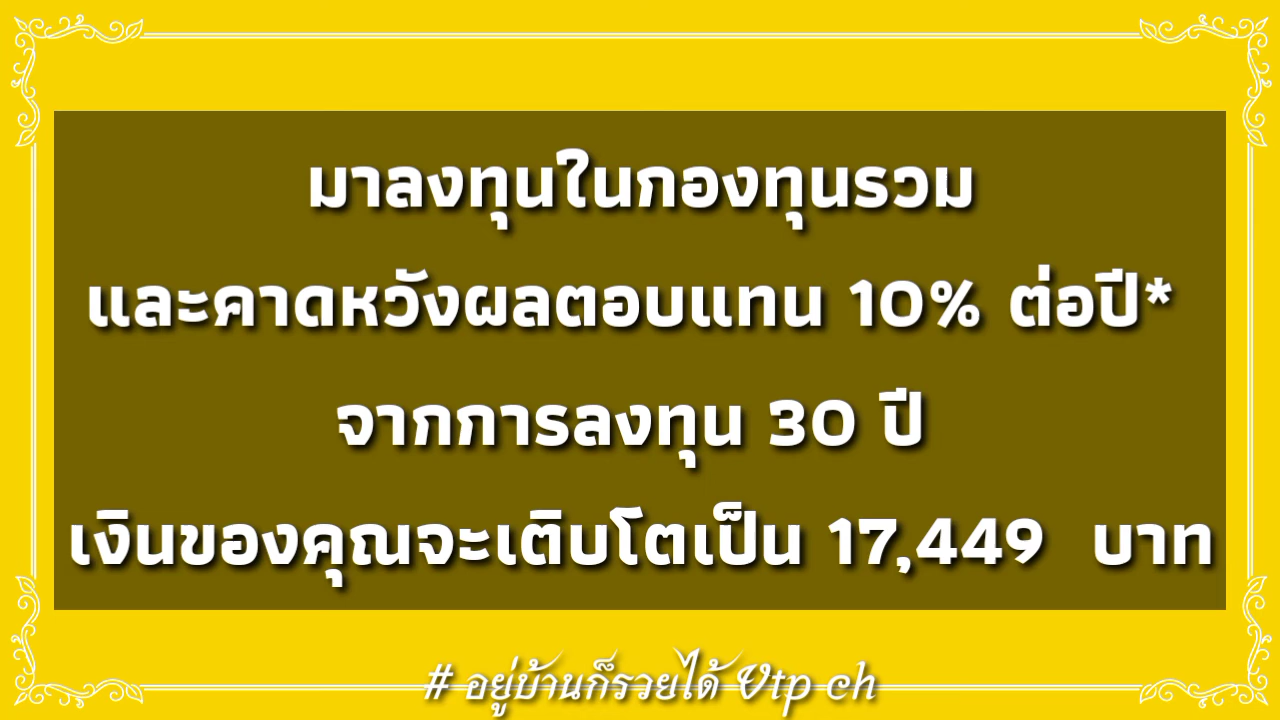 มาลงทุนในกองทุนรวม
และคาดหวังผลตอบแทน 10% ต่อปี*
จากการลงทุน 30 ปี
เงินของคุณจะเติบโตเป็น 17,449 บาท
# อยู่บ้านก็รวยได้ Vtp ch